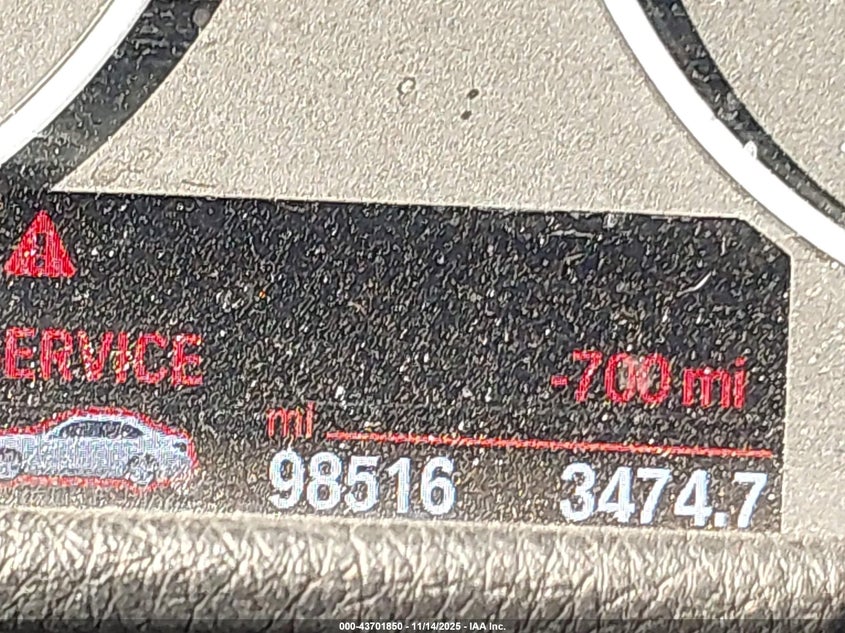 ERVICE
-700 mi
mi
98516 3474.7
000-43701850 - 11/14/2025 - IAA Inc.